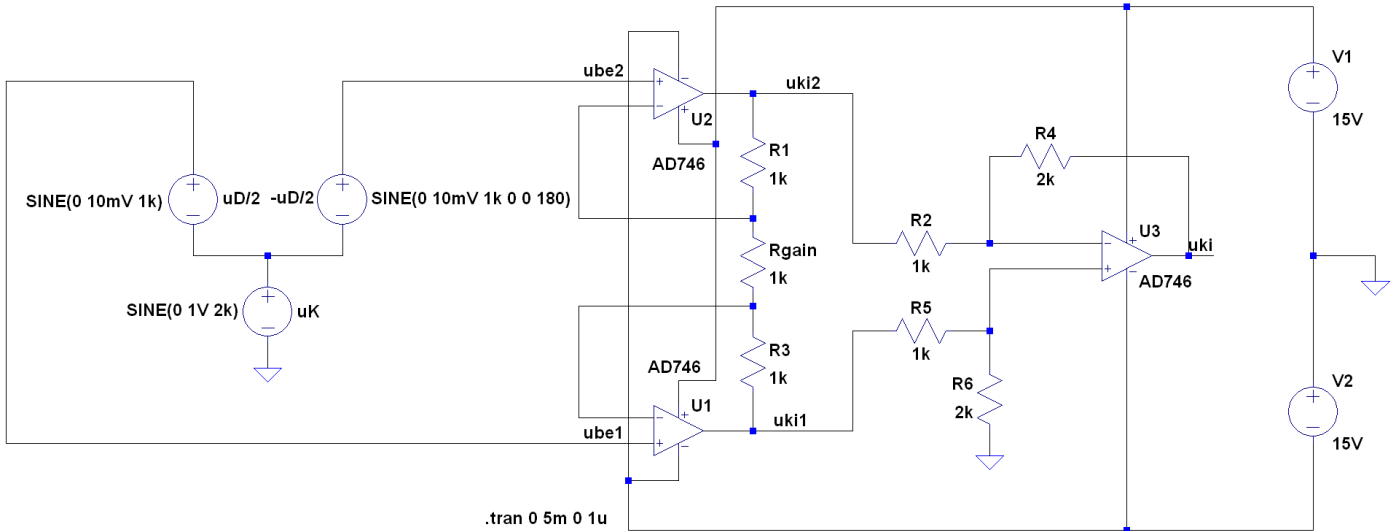 V1
15V
ube2
uki2
U2
AD746
R1
1k
R4
2k
SINE(0 10mV 1k)
uD/2
-uD/2
SINE(0 10mV 1k 0 0 180)
R2
1k
U3
uki
AD746
Rgain
1k
SINE(0 1V 2k)
uK
R5
1k
R3
1k
AD746
R6
2k
V2
15V
U1
ube1
uki1
.tran 0 5m 0 1u